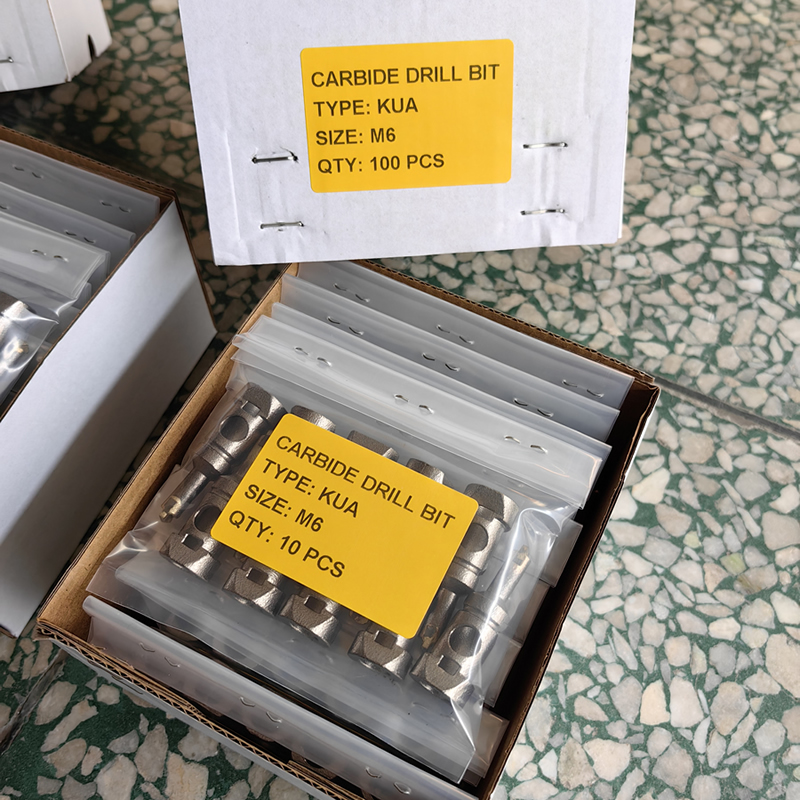 CARBIDE DRILL BIT
TYPE: KUA
SIZE: M6
QTY: 100 PCS
CARBIDE DRILL BIT
TYPE: KUA
SIZE: M6
QTY: 10 PCS